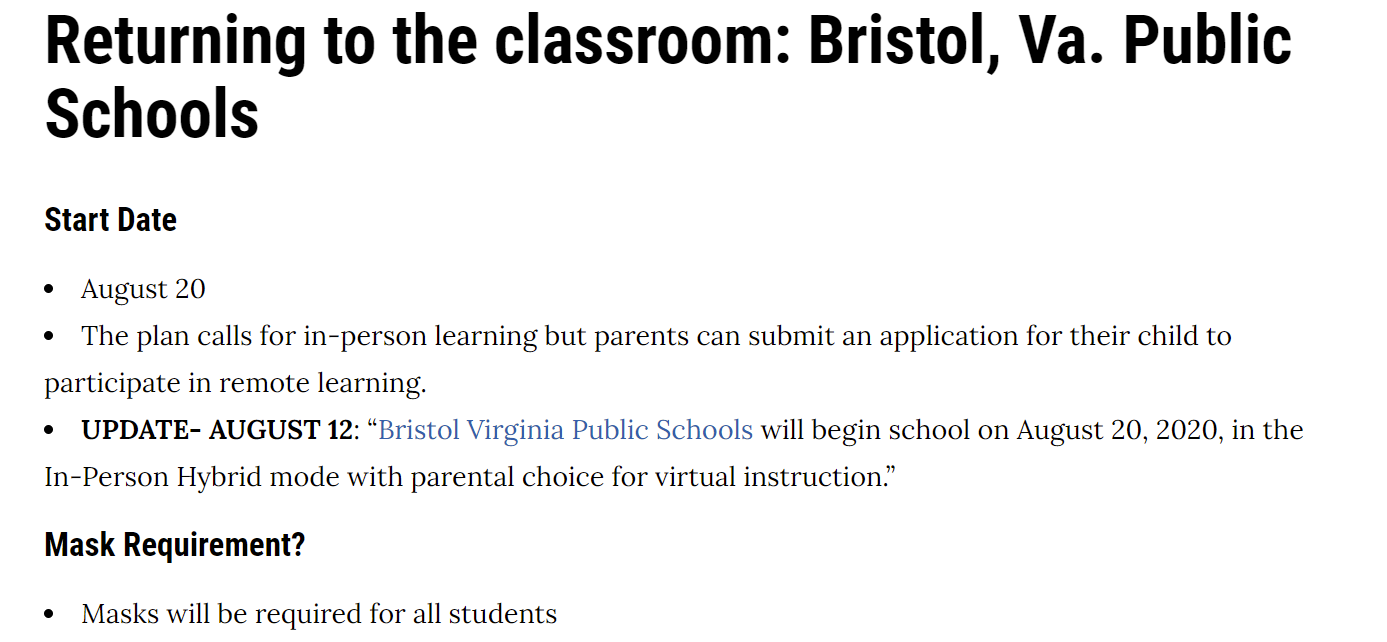 Returning to the classroom: Bristol, Va. Public
Schools
Start Date
• August 20
• The plan calls for in-person learning but parents can submit an application for their child to
participate in remote learning.
• UPDATE- AUGUST 12: “Bristol Virginia Public Schools will begin school on August 20, 2020, in the
In-Person Hybrid mode with parental choice for virtual instruction.”
Mask Requirement?
• Masks will be required for all students